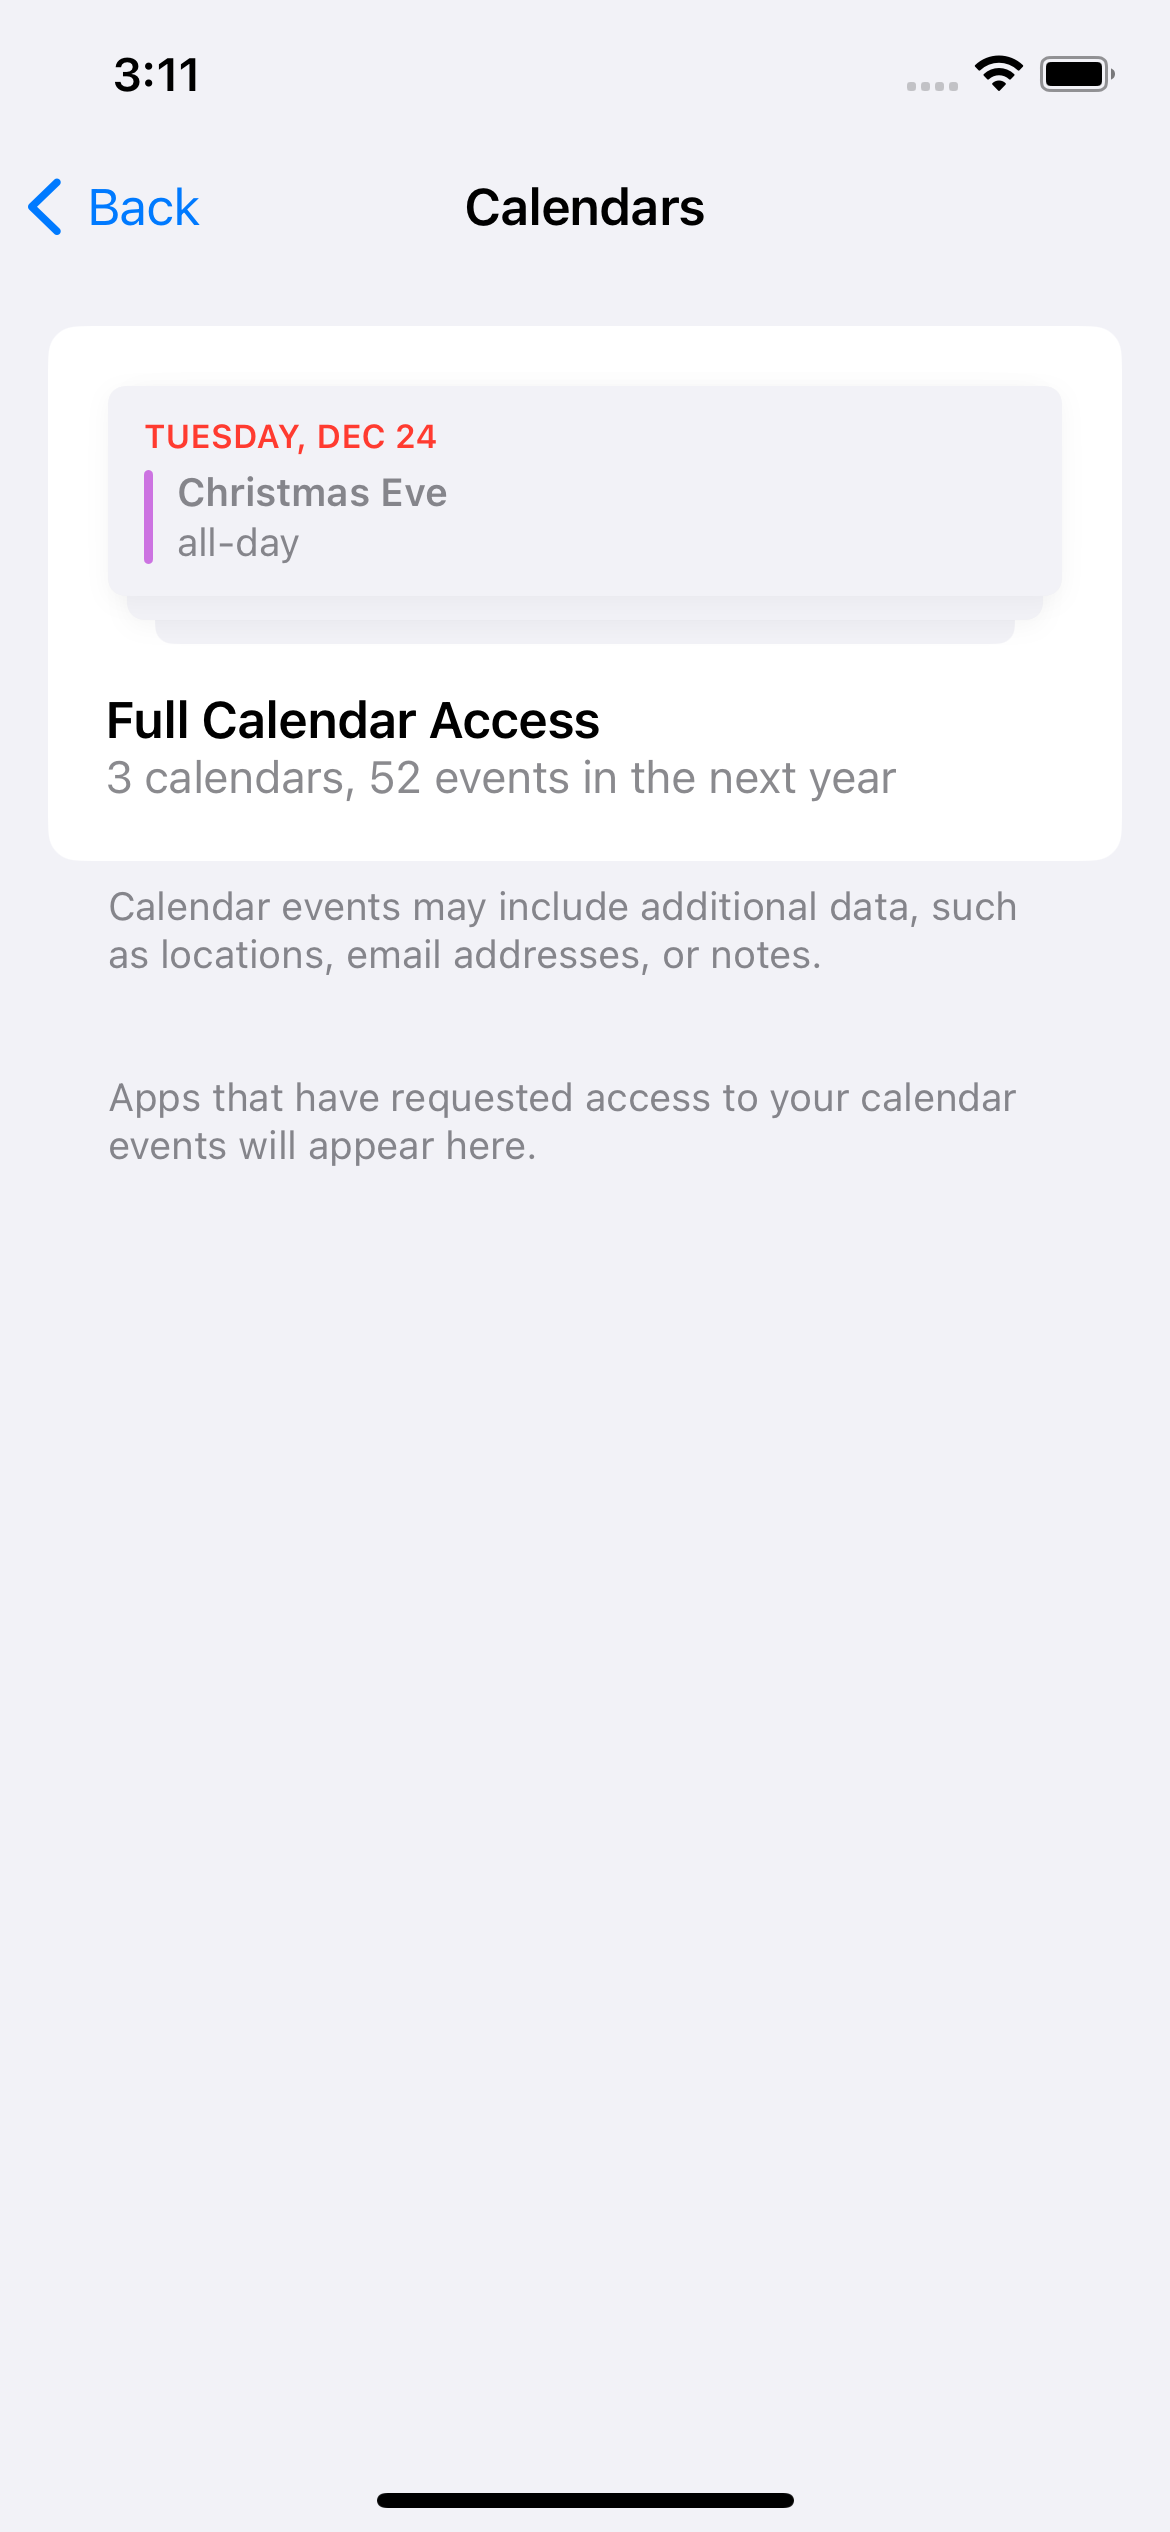 3:11
Back
Calendars
TUESDAY, DEC 24
Christmas Eve
all-day
Full Calendar Access
3 calendars, 52 events in the next year
Calendar events may include additional data, such
as locations, email addresses, or notes.
Apps that have requested access to your calendar
events will appear here.